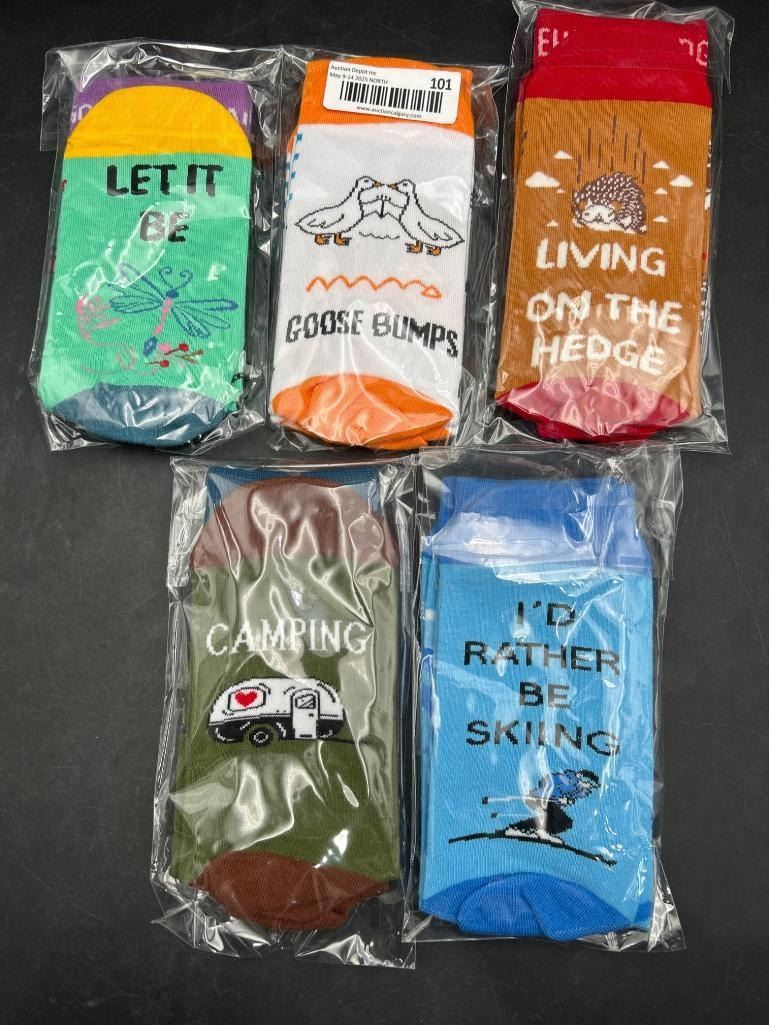 LET IT
BE
Auction Depot Inc
May 9-14 2025 NORTH
101
www.auctioncalgary.com
GOOSE BUMPS
LIVING
ON THE
HEDGE
CAMPING
I'D
RATHER
BE
SKIING